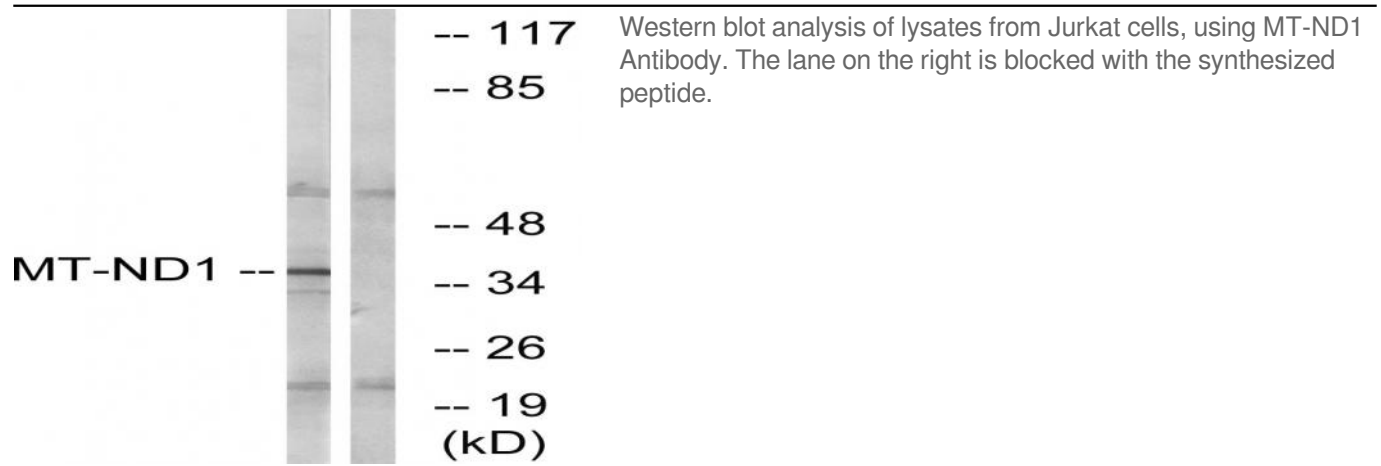 -- 117
-- 85
-- 48
MT-ND1 --
-- 34
-- 26
-- 19
(kD)
Western blot analysis of lysates from Jurkat cells, using MT-ND1
Antibody. The lane on the right is blocked with the synthesized
peptide.